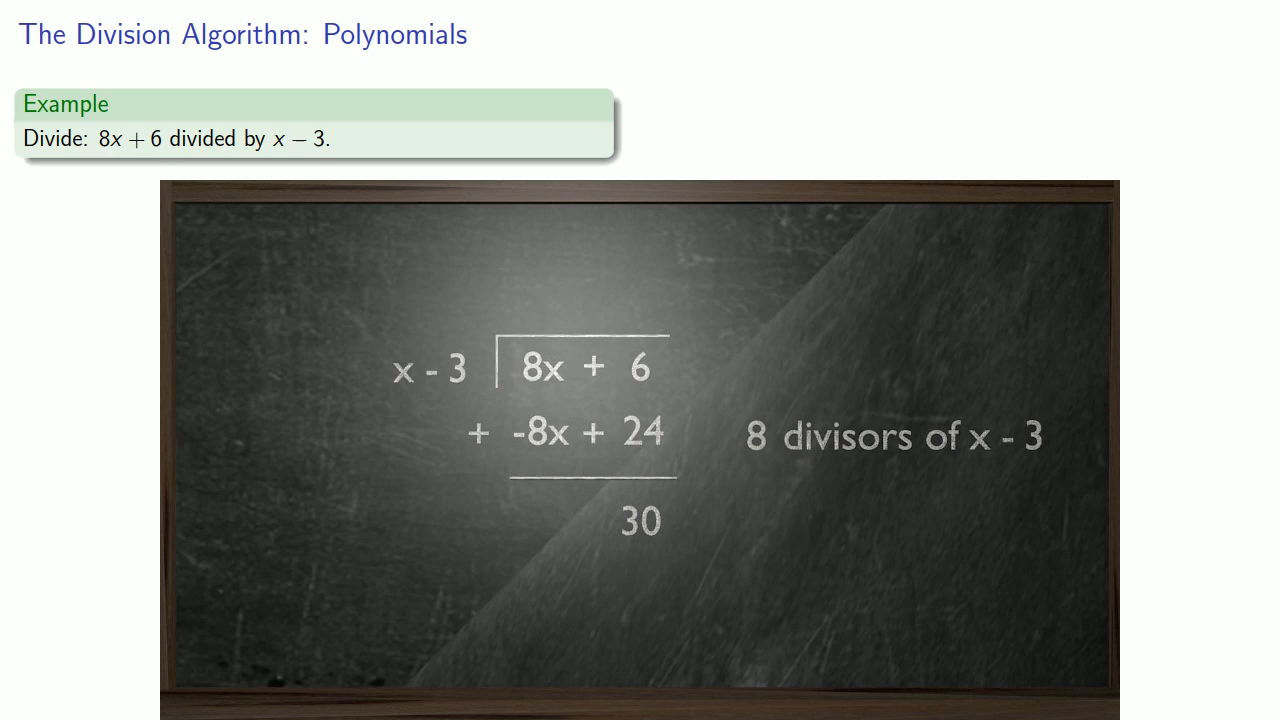 The Division Algorithm: Polynomials
Example
Divide: 8x + 6 divided by x − 3.
x - 3 8x + 6
+ -8x + 24 8 divisors of x - 3
30